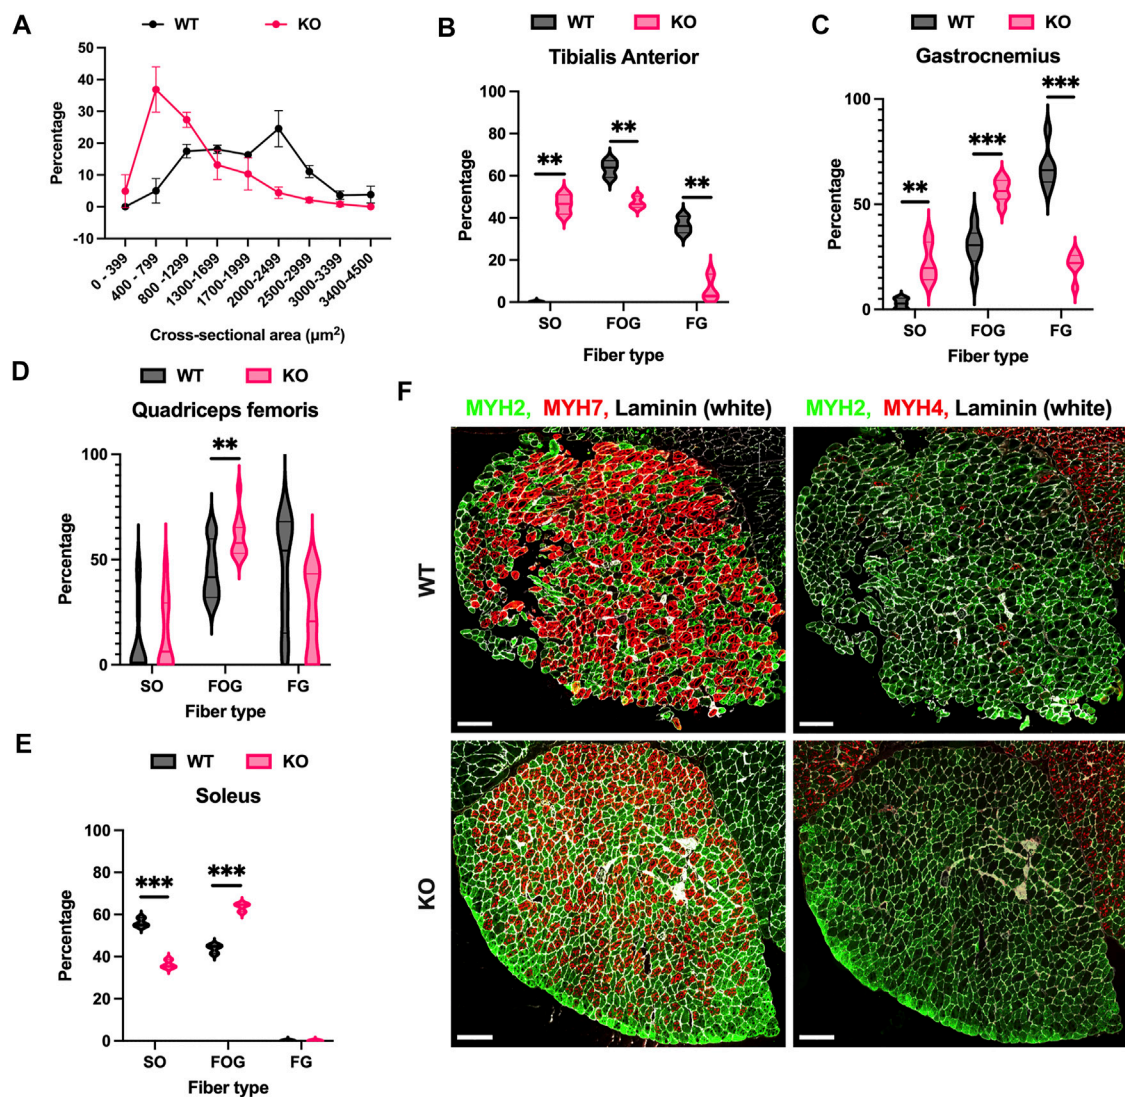 A
WT
KO
Percentage
50
40
30
20
10
0
-10
0 - 399
400 - 799
800 -1299
1300-1699
1700-1999
2000-2499
2500-2999
3000-3399
3400-4500
Cross-sectional area (µm²)
B
WT
KO
Tibialis Anterior
Percentage
100
80
60
40
20
0
**
**
**
SO
FOG
FG
Fiber type
C
WT
KO
Gastrocnemius
Percentage
100
50
0
**
***
***
SO
FOG
FG
Fiber type
D
WT
KO
Quadriceps femoris
Percentage
100
50
0
**
SO
FOG
FG
Fiber type
E
WT
KO
Soleus
Percentage
100
80
60
40
20
0
***
***
SO
FOG
FG
Fiber type
F
MYH2, MYH7, Laminin (white)
MYH2, MYH4, Laminin (white)
WT
KO